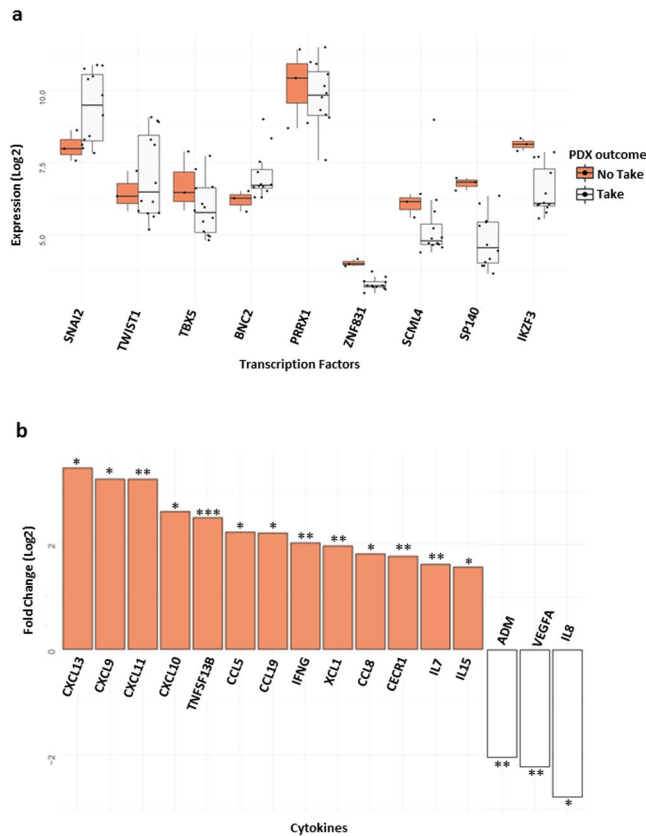 a
Expression (Log2)
10.0
7.5
5.0
SNAI2
TWIST1
TBX5
BNC2
PRRX1
ZNF831
SCML4
SP140
IKZF3
Transcription Factors
PDX outcome
No Take
Take
b
Fold Change (Log2)
2
0
-2
* * ** * *** * * ** ** * ** ** *
CXCL13
CXCL9
CXCL11
CXCL10
TNFSF13B
CCL5
CCL19
IFNG
XCL1
CCL8
CECR1
IL7
IL15
ADM
VEGFA
IL8
** ** *
Cytokines